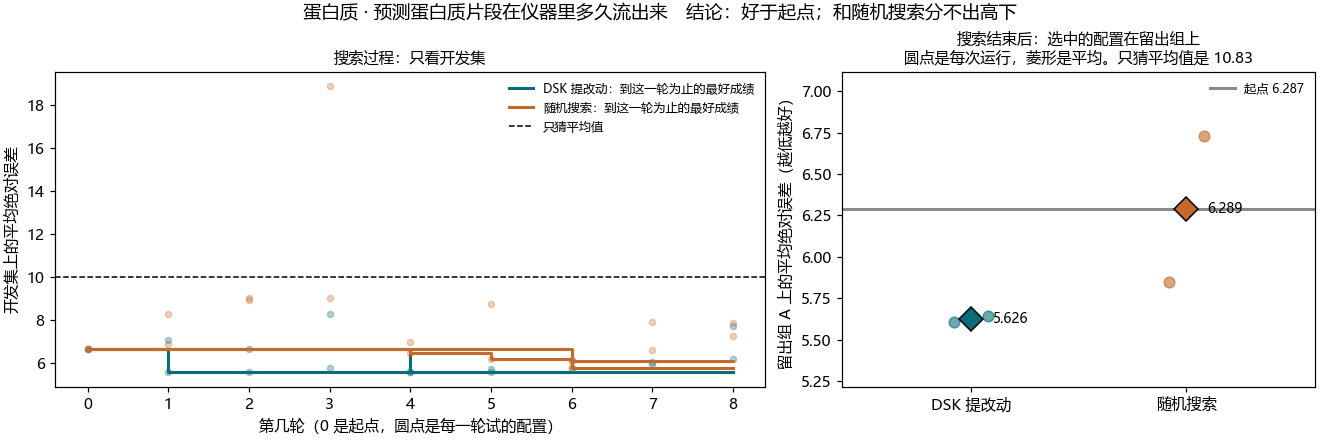 蛋白质 · 预测蛋白质片段在仪器里多久流出来　结论：好于起点；和随机搜索分不出高下
搜索过程：只看开发集
开发集上的平均绝对误差
18
16
14
12
10
8
6
DSK 提改动：到这一轮为止的最好成绩
随机搜索：到这一轮为止的最好成绩
只猜平均值
0 1 2 3 4 5 6 7 8
第几轮（0 是起点，圆点是每一轮试的配置）
搜索结束后：选中的配置在留出组上
圆点是每次运行，菱形是平均。只猜平均值是 10.83
留出组 A 上的平均绝对误差（越低越好）
7.00
6.75
6.50
6.25
6.00
5.75
5.50
5.25
起点 6.287
6.289
5.626
DSK 提改动 随机搜索